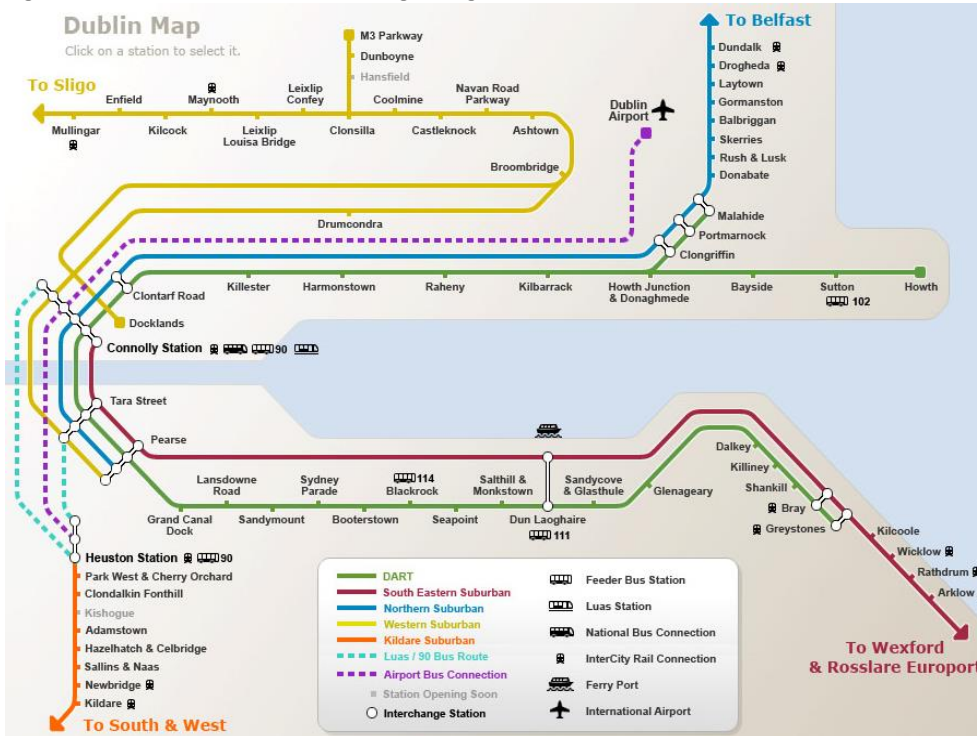 Dublin Map
Click on a station to select it.
To Sligo
M3 Parkway
Dunboyne
Hansfield
Enfield
Maynooth
Leixlip
Confey
Coolmine
Navan Road
Parkway
Mullingar
Kilcock
Leixlip
Louisa Bridge
Clonsilla
Castleknock
Ashtown
Broombridge
Drumcondra
Dublin
Airport
To Belfast
Dundalk
Drogheda
Laytown
Gormanston
Balbriggan
Skerries
Rush & Lusk
Donabate
Malahide
Portmarnock
Clongriffin
Clontarf Road
Killester
Harmonstown
Raheny
Kilbarrack
Howth Junction
& Donaghmede
Bayside
Sutton
102
Howth
Docklands
Connolly Station
90
Tara Street
Pearse
Lansdowne
Road
Sydney
Parade
114
Blackrock
Salthill &
Monkstown
Sandycove
& Glasthule
Glenageary
Grand Canal
Dock
Sandymount
Booterstown
Seapoint
Dun Laoghaire
111
Dalkey
Killiney
Shankill
Bray
Greystones
Kilcoole
Wicklow
Rathdrum
Arklow
To Wexford
& Rosslare Europort
Heuston Station
90
Park West & Cherry Orchard
Clondalkin Fonthill
Kishogue
Adamstown
Hazelhatch & Celbridge
Sallins & Naas
Newbridge
Kildare
To South & West
DART
South Eastern Suburban
Northern Suburban
Western Suburban
Kildare Suburban
Luas / 90 Bus Route
Airport Bus Connection
Station Opening Soon
Interchange Station
Feeder Bus Station
Luas Station
National Bus Connection
InterCity Rail Connection
Ferry Port
International Airport